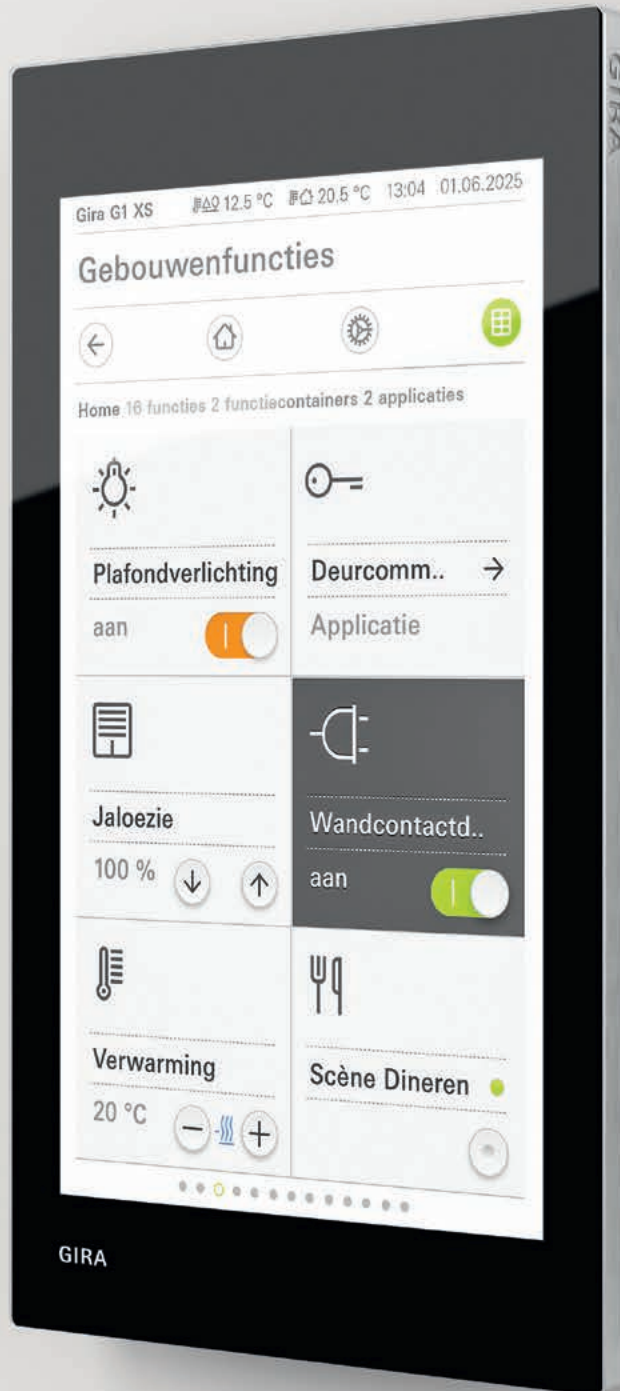 GIRA
Gira G1 XS 12.5 °C 20.5 °C 13:04 01.06.2025
Gebouwenfuncties
Home 16 functies 2 functiecontainers 2 applicaties
Plafondverlichting
aan
Deurcomm..
Applicatie
Jaloezie
100 %
Wandcontactd..
aan
Verwarming
20 °C
Scène Dineren
GIRA